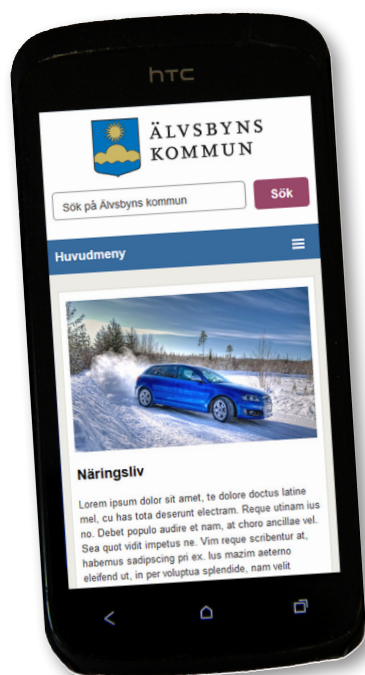 hTC
ÄLVSBYNS
KOMMUN
Sök på Älvsbyns kommun
Sök
Huvudmeny
Näringsliv
Lorem ipsum dolor sit amet, te dolore doctus latine
mel, cu has tota deserunt electram. Reque utinam ius
no. Debet populo audire et nam, at choro ancillae vel.
Sea quot vidit impetus ne. Vim reque scribentur at,
habemus sadipscing pri ex. Ius mazim aeterno
eleifend ut, in per voluptua splendide, nam velit